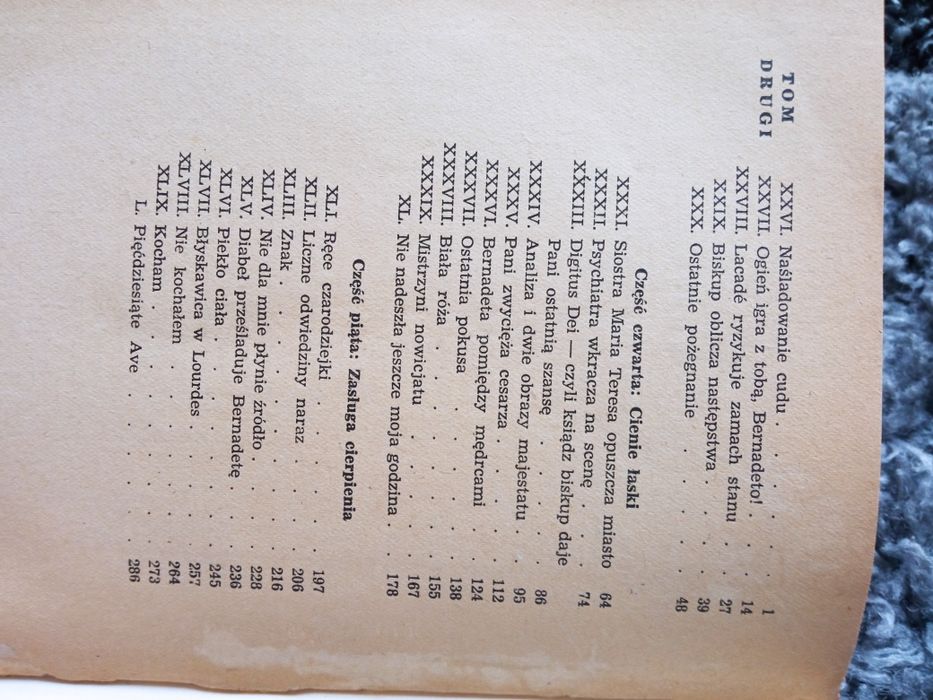 TOM
DRUGI
XXVI. Naśladowanie cudu . . . . 1
XXVII. Ogień igra z tobą, Bernadeto! . . 14
XXVIII. Lacadé ryzykuje zamach stanu . 27
XXIX. Biskup oblicza następstwa . . . 39
XXX. Ostatnie pożegnanie . . . . 48
Część czwarta: Cienie łaski
XXXI. Siostra Maria Teresa opuszcza miasto 64
XXXII. Psychiatra wkracza na scenę . . . 74
XXXIII. Digitus Dei — czyli ksiądz biskup daje
Pani ostatnią szansę . . . . 86
XXXIV. Analiza i dwie obrazy majestatu . 95
XXXV. Pani zwycięża cesarza . . . . 112
XXXVI. Bernadeta pomiędzy mędrcami . . 124
XXXVII. Ostatnia pokusa . . . . . 138
XXXVIII. Biała róża . . . . . . 155
XXXIX. Mistrzyni nowicjatu . . . . 167
XL. Nie nadeszła jeszcze moja godzina . . 178
Część piąta: Zasługa cierpienia
XLI. Ręce czarodziejki . . . . . 197
XLII. Liczne odwiedziny naraz . . . 206
XLIII. Znak . . . . . . . . 216
XLIV. Nie dla mnie płynie źródło . . . 228
XLV. Diabeł prześladuje Bernadetę . . . 236
XLVI. Piekło ciała . . . . . . 245
XLVII. Błyskawica w Lourdes . . . . 257
XLVIII. Nie kochałem . . . . . . 264
XLIX. Kocham . . . . . . . 273
L. Pięćdziesiąte Ave . . . . . 286